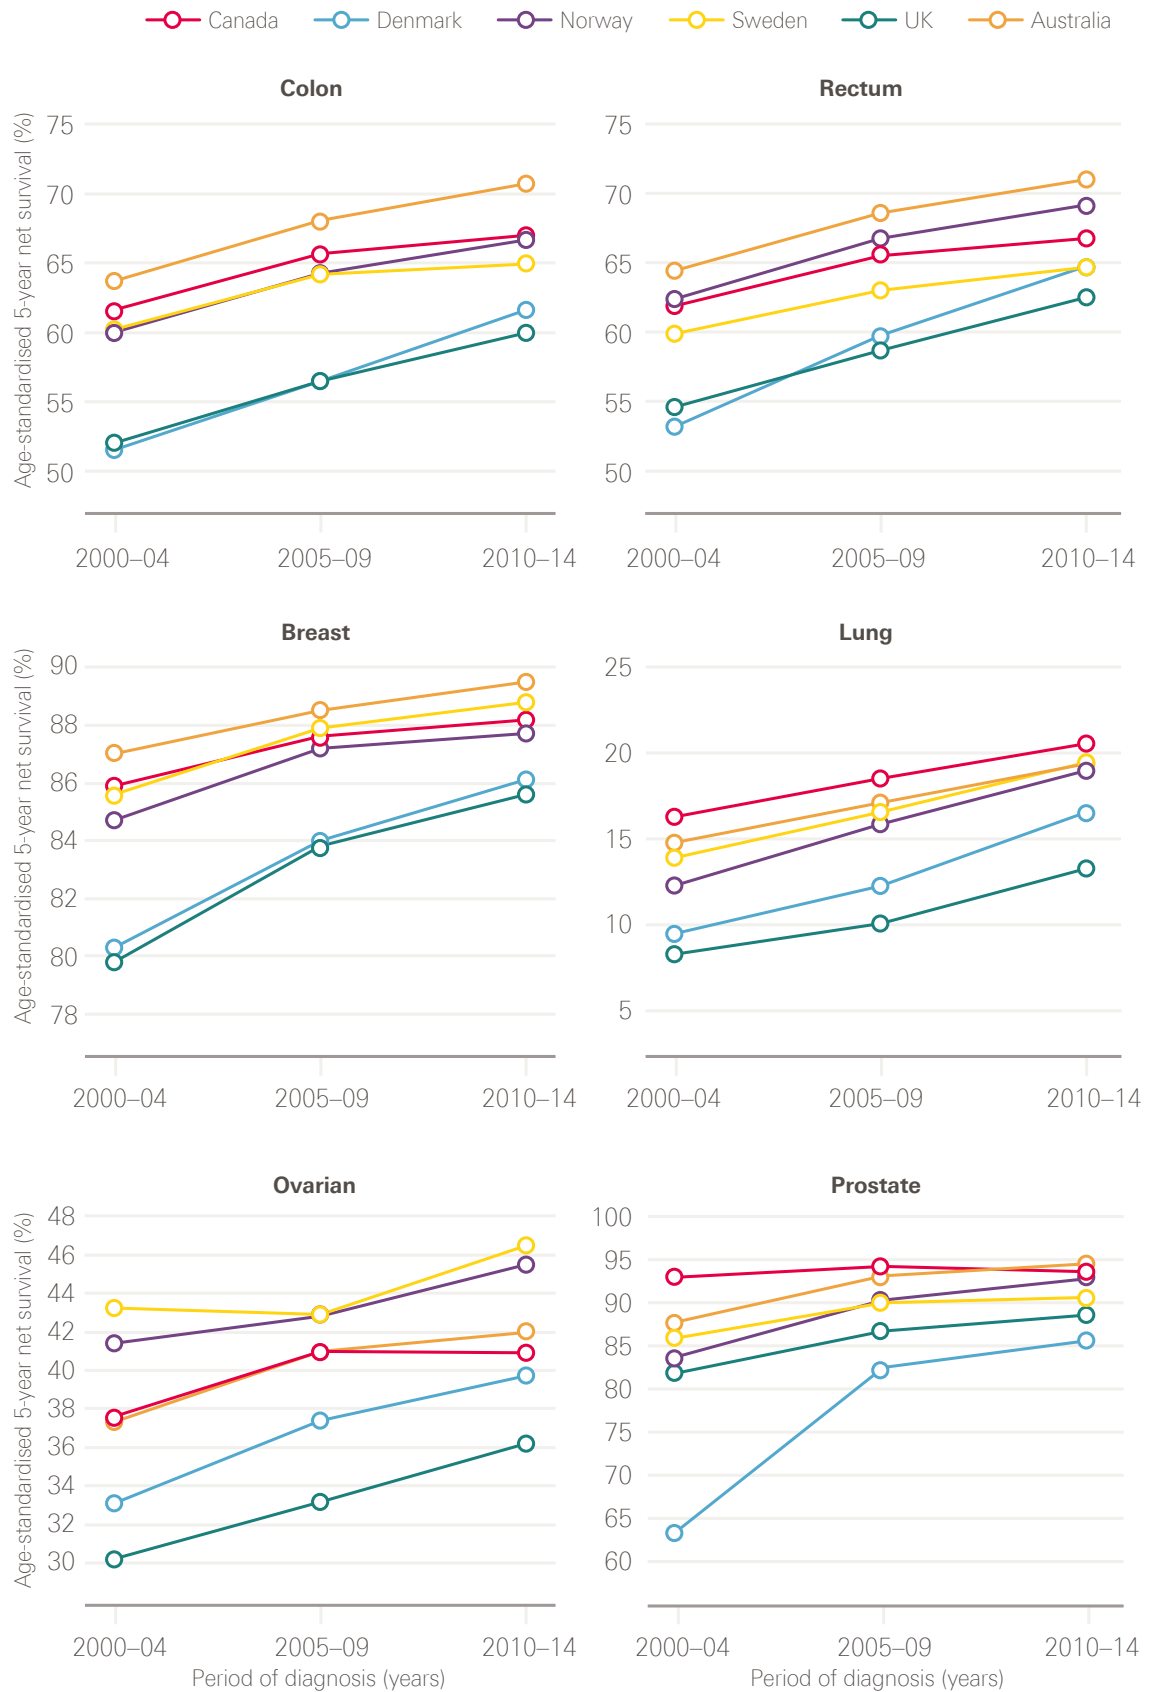 Canada Denmark Norway Sweden UK Australia
Colon
Age-standardised 5-year net survival (%)
75
70
65
60
55
50
2000–04 2005–09 2010–14
Rectum
75
70
65
60
55
50
2000–04 2005–09 2010–14
Breast
Age-standardised 5-year net survival (%)
90
88
86
84
82
80
78
2000–04 2005–09 2010–14
Lung
25
20
15
10
5
2000–04 2005–09 2010–14
Ovarian
Age-standardised 5-year net survival (%)
48
46
44
42
40
38
36
34
32
30
2000–04 2005–09 2010–14
Period of diagnosis (years)
Prostate
100
95
90
85
80
75
70
65
60
2000–04 2005–09 2010–14
Period of diagnosis (years)